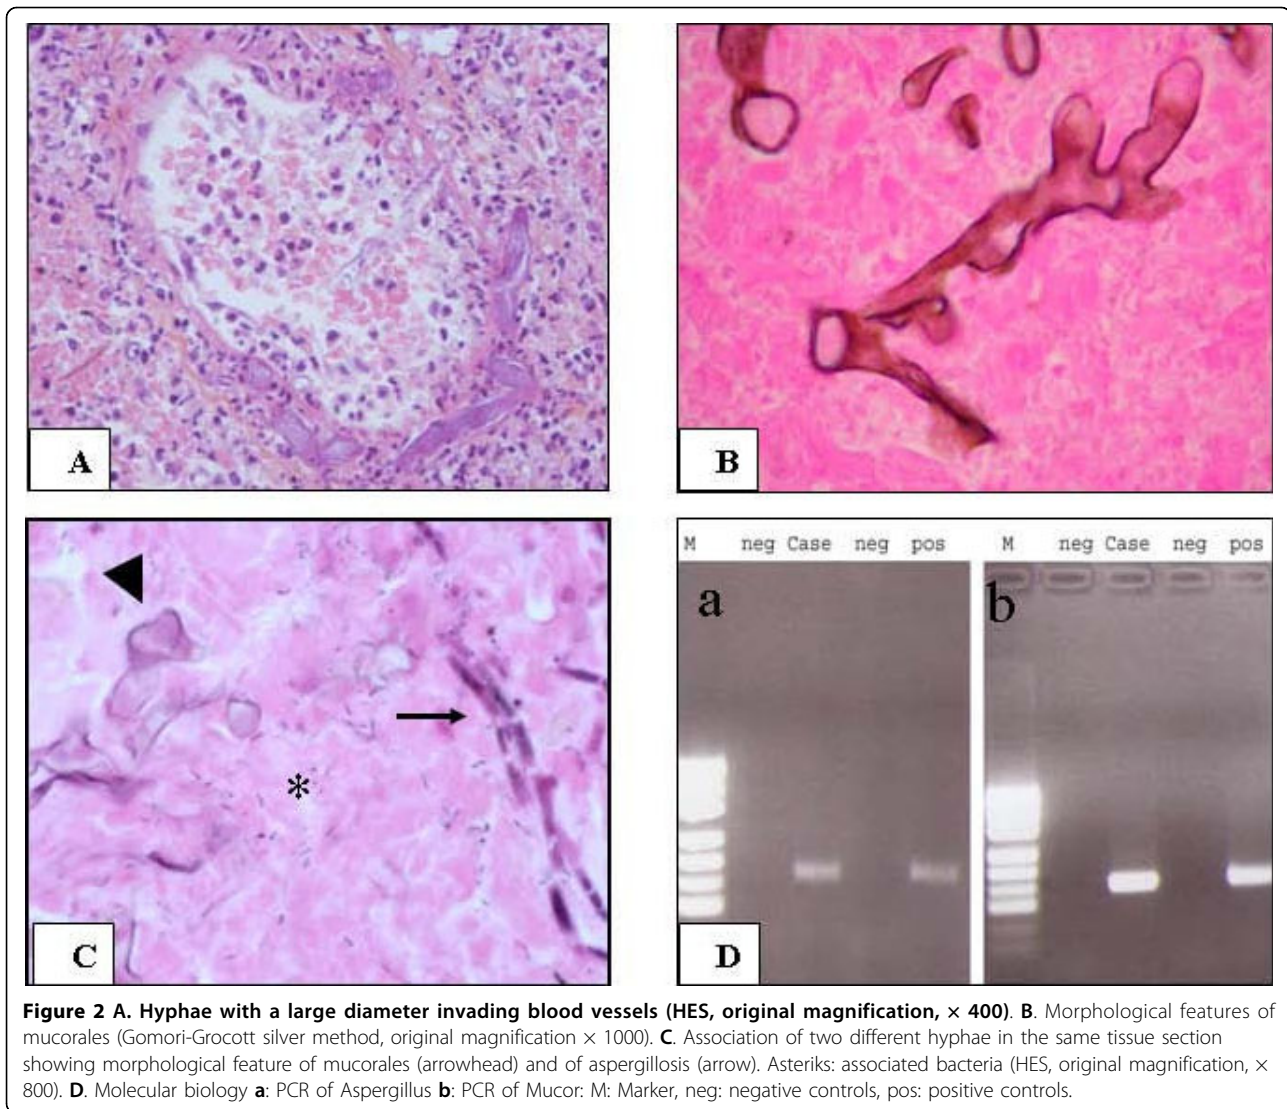 A
B
M neg Case neg pos M neg Case neg pos
a b
*
C
D
Figure 2 A. Hyphae with a large diameter invading blood vessels (HES, original magnification, × 400). B. Morphological features of
mucorales (Gomori-Grocott silver method, original magnification × 1000). C. Association of two different hyphae in the same tissue section
showing morphological feature of mucorales (arrowhead) and of aspergillosis (arrow). Asteriks: associated bacteria (HES, original magnification, ×
800). D. Molecular biology a: PCR of Aspergillus b: PCR of Mucor: M: Marker, neg: negative controls, pos: positive controls.